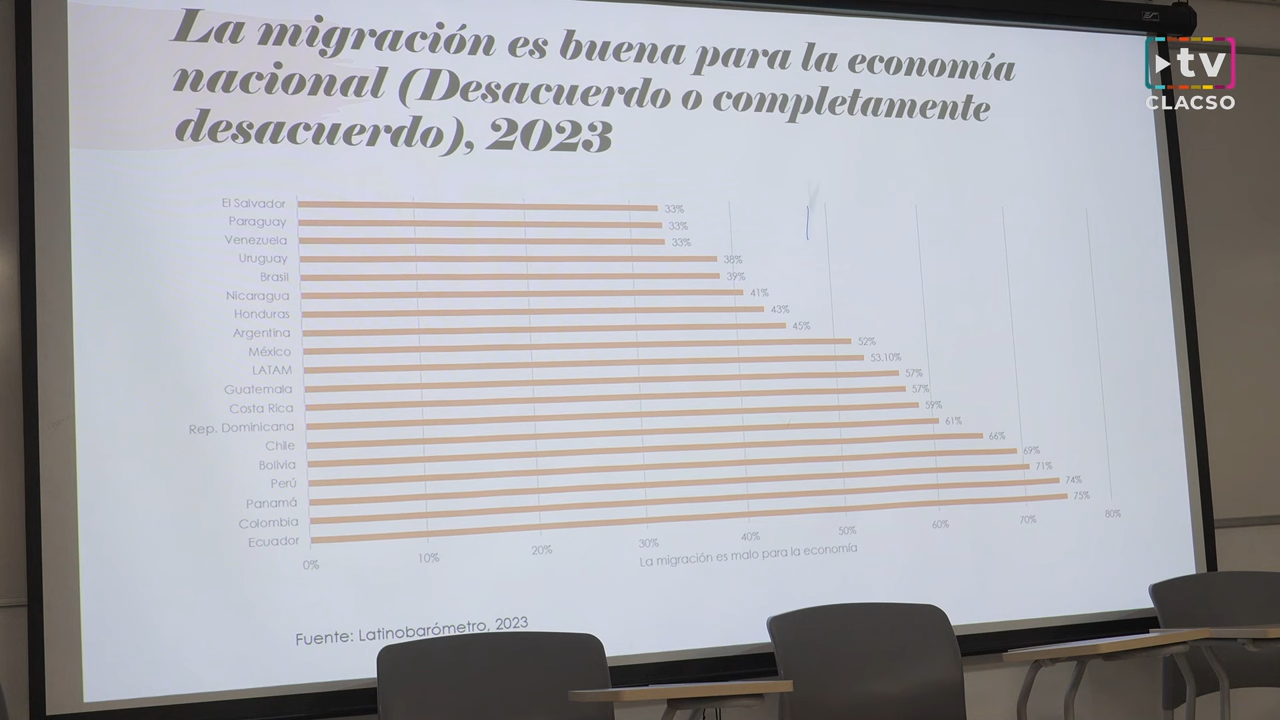 La migración es buena para la economía
nacional (Desacuerdo o completamente
desacuerdo), 2023
tv
CLACSO
El Salvador 33%
Paraguay 33%
Venezuela 33%
Uruguay 38%
Brasil 39%
Nicaragua 41%
Honduras 43%
Argentina 45%
México 52%
LATAM 53.10%
Guatemala 57%
Costa Rica 57%
Rep. Dominicana 59%
Chile 61%
Bolivia 66%
Perú 69%
Panamá 71%
Colombia 74%
Ecuador 75%
0% 10% 20% 30% 40% 50% 60% 70% 80%
La migración es malo para la economía
Fuente: Latinobarómetro, 2023